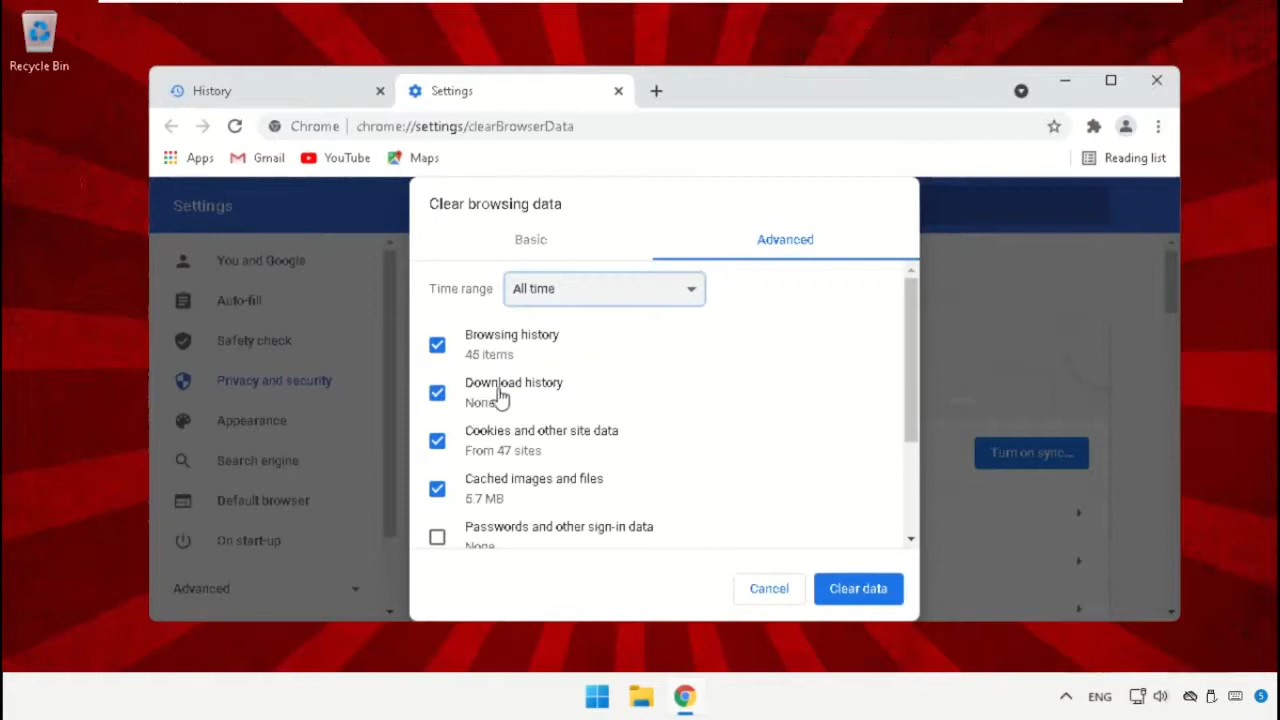 Recycle Bin
History
Settings
Chrome
chrome://settings/clearBrowserData
Apps
Gmail
YouTube
Maps
Reading list
Settings
You and Google
Auto-fill
Safety check
Privacy and security
Appearance
Search engine
Default browser
On start-up
Advanced
Clear browsing data
Basic
Advanced
Time range
All time
Browsing history
45 items
Download history
None
Cookies and other site data
From 47 sites
Cached images and files
5.7 MB
Passwords and other sign-in data
None
Cancel
Clear data
Turn on sync...
ENG
5